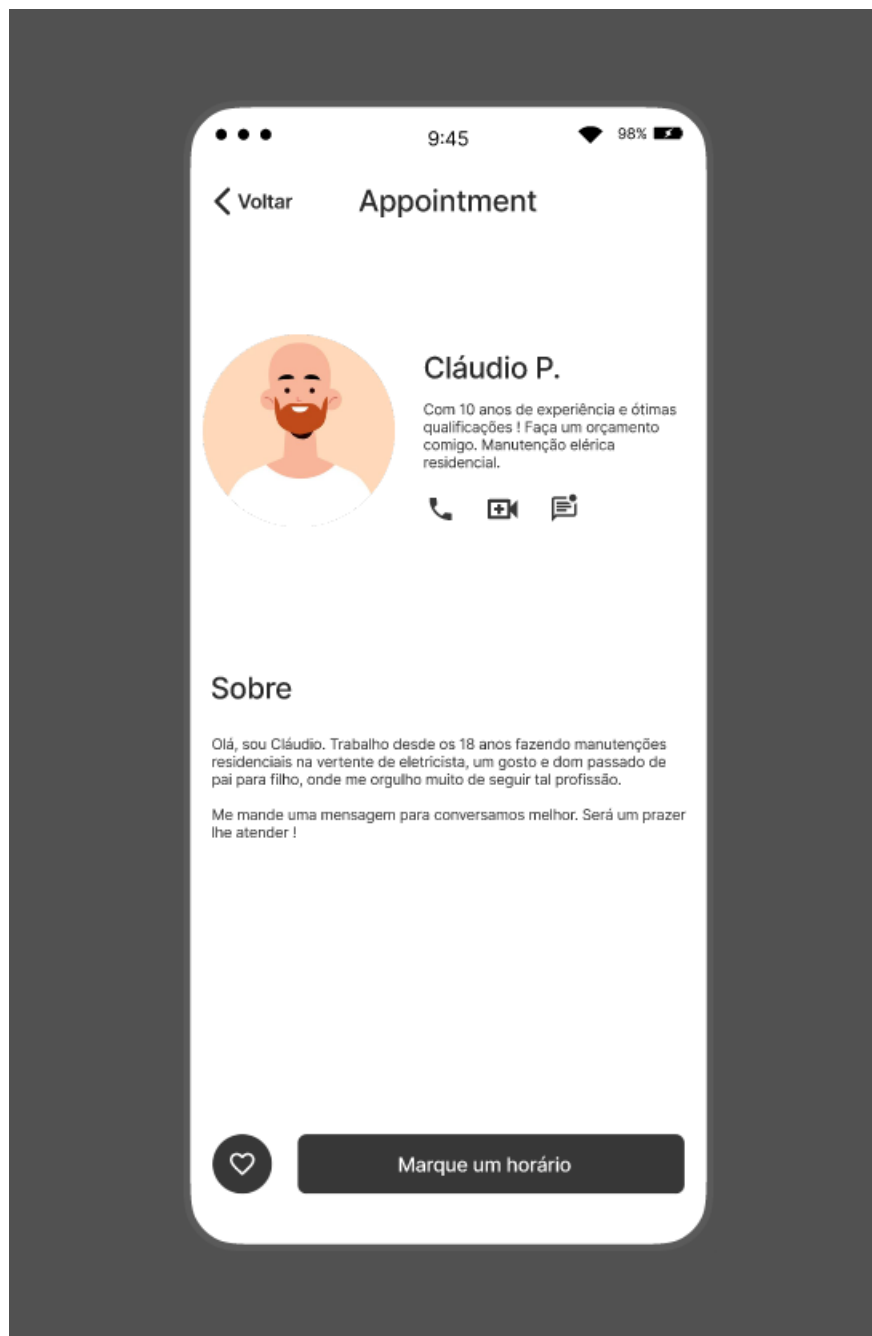 9:45
98%
Voltar
Appointment
Cláudio P.
Com 10 anos de experiência e ótimas
qualificações ! Faça um orçamento
comigo. Manutenção elérica
residencial.
Sobre
Olá, sou Cláudio. Trabalho desde os 18 anos fazendo manutenções
residenciais na vertente de eletricista, um gosto e dom passado de
pai para filho, onde me orgulho muito de seguir tal profissão.
Me mande uma mensagem para conversamos melhor. Será um prazer
lhe atender !
Marque um horário